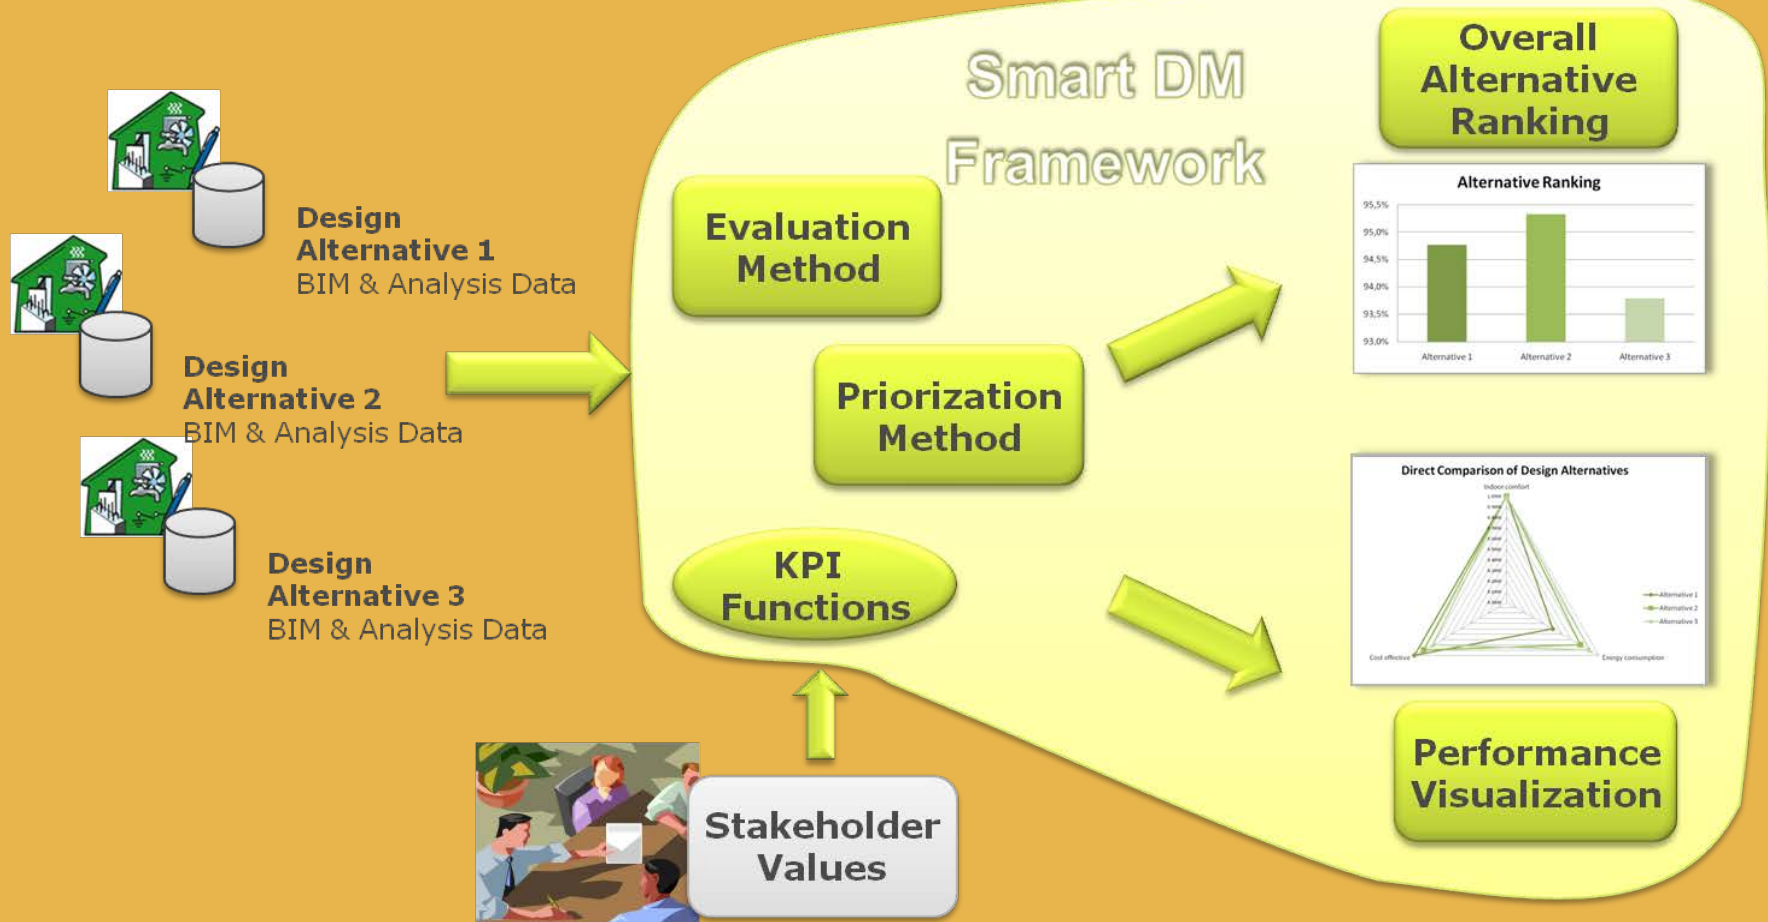 Smart DM
Framework
Design
Alternative 1
BIM & Analysis Data
Design
Alternative 2
BIM & Analysis Data
Design
Alternative 3
BIM & Analysis Data
Evaluation
Method
Priorization
Method
KPI
Functions
Stakeholder
Values
Overall
Alternative
Ranking
Alternative Ranking
95,5%
95,0%
94,5%
94,0%
93,5%
93,0%
Alternative 1
Alternative 2
Alternative 3
Direct Comparison of Design Alternatives
Indoor comfort
Alternative 1
Alternative 2
Alternative 3
Cost effective
Energy consumption
Performance
Visualization